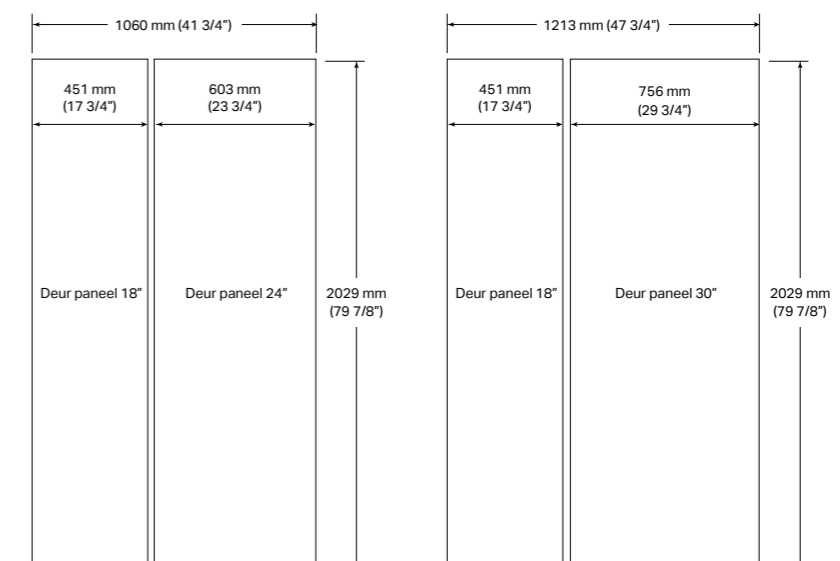 1060 mm (41 3/4”)
451 mm
(17 3/4”)
603 mm
(23 3/4”)
Deur paneel 18”
Deur paneel 24”
2029 mm
(79 7/8”)
1213 mm (47 3/4”)
451 mm
(17 3/4”)
756 mm
(29 3/4”)
Deur paneel 18”
Deur paneel 30”
2029 mm
(79 7/8”)